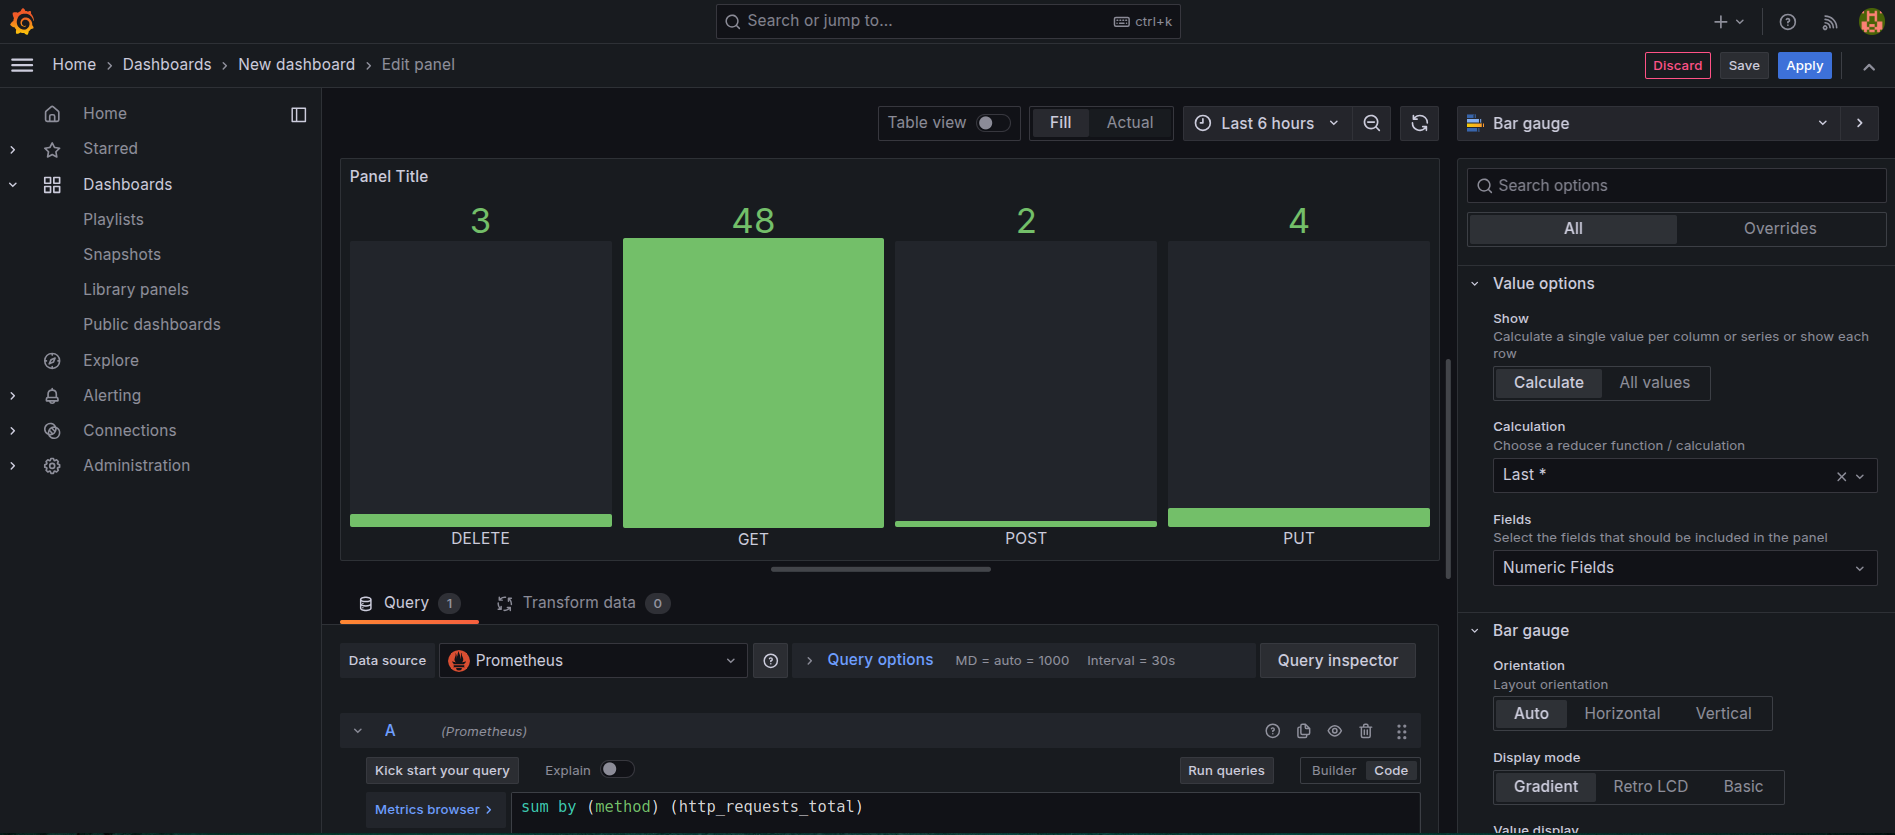 Search or jump to...
ctrl+k
Home
Dashboards
New dashboard
Edit panel
Discard
Save
Apply
Home
Starred
Dashboards
Playlists
Snapshots
Library panels
Public dashboards
Explore
Alerting
Connections
Administration
Table view
Fill
Actual
Last 6 hours
Panel Title
3
48
2
4
DELETE
GET
POST
PUT
Query 1
Transform data 0
Data source
Prometheus
Query options
MD = auto = 1000
Interval = 30s
Query inspector
A
(Prometheus)
Kick start your query
Explain
Run queries
Builder
Code
Metrics browser >
sum by (method) (http_requests_total)
Bar gauge
Search options
All
Overrides
Value options
Show
Calculate a single value per column or series or show each
row
Calculate
All values
Calculation
Choose a reducer function / calculation
Last *
Fields
Select the fields that should be included in the panel
Numeric Fields
Bar gauge
Orientation
Layout orientation
Auto
Horizontal
Vertical
Display mode
Gradient
Retro LCD
Basic
Value display